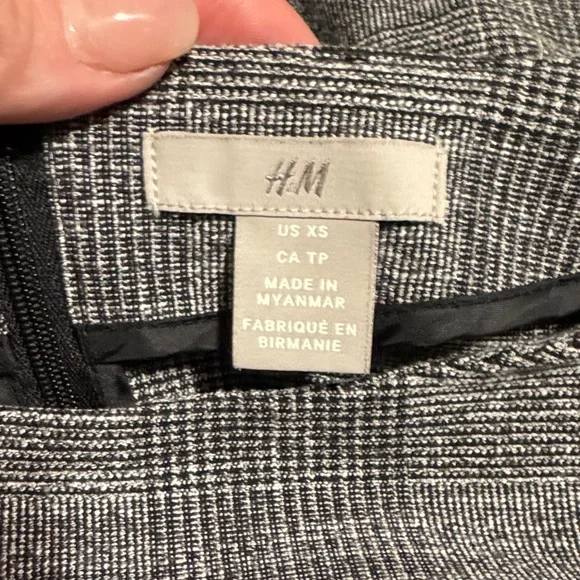 H&M
US XS
CA TP
MADE IN
MYANMAR
FABRIQUÉ EN
BIRMANIE